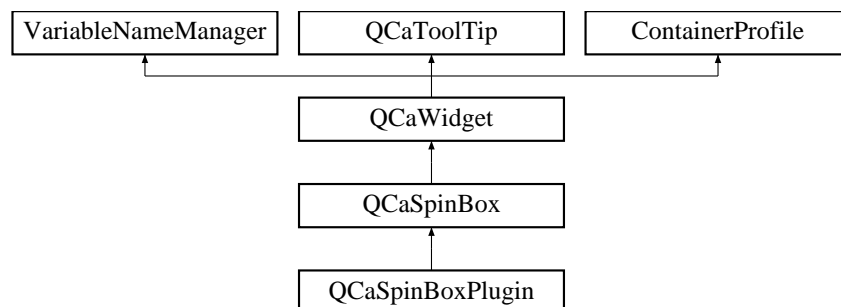 VariableNameManager
QCaToolTip
ContainerProfile
QCaWidget
QCaSpinBox
QCaSpinBoxPlugin